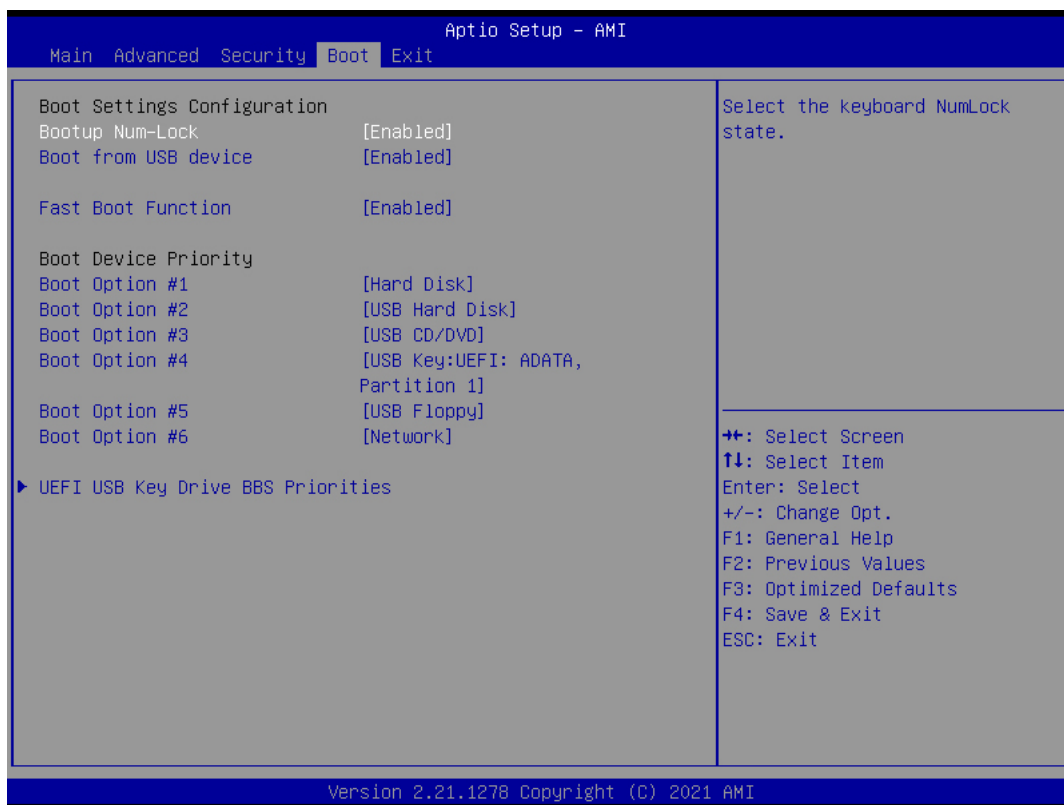 Aptio Setup – AMI
Main Advanced Security Boot Exit
Boot Settings Configuration
Bootup Num-Lock [Enabled]
Boot from USB device [Enabled]
Fast Boot Function [Enabled]
Boot Device Priority
Boot Option #1 [Hard Disk]
Boot Option #2 [USB Hard Disk]
Boot Option #3 [USB CD/DVD]
Boot Option #4 [USB Key:UEFI: ADATA,
Partition 1]
Boot Option #5 [USB Floppy]
Boot Option #6 [Network]
▶ UEFI USB Key Drive BBS Priorities
Select the keyboard NumLock
state.
→←: Select Screen
↑↓: Select Item
Enter: Select
+/-: Change Opt.
F1: General Help
F2: Previous Values
F3: Optimized Defaults
F4: Save & Exit
ESC: Exit
Version 2.21.1278 Copyright (C) 2021 AMI